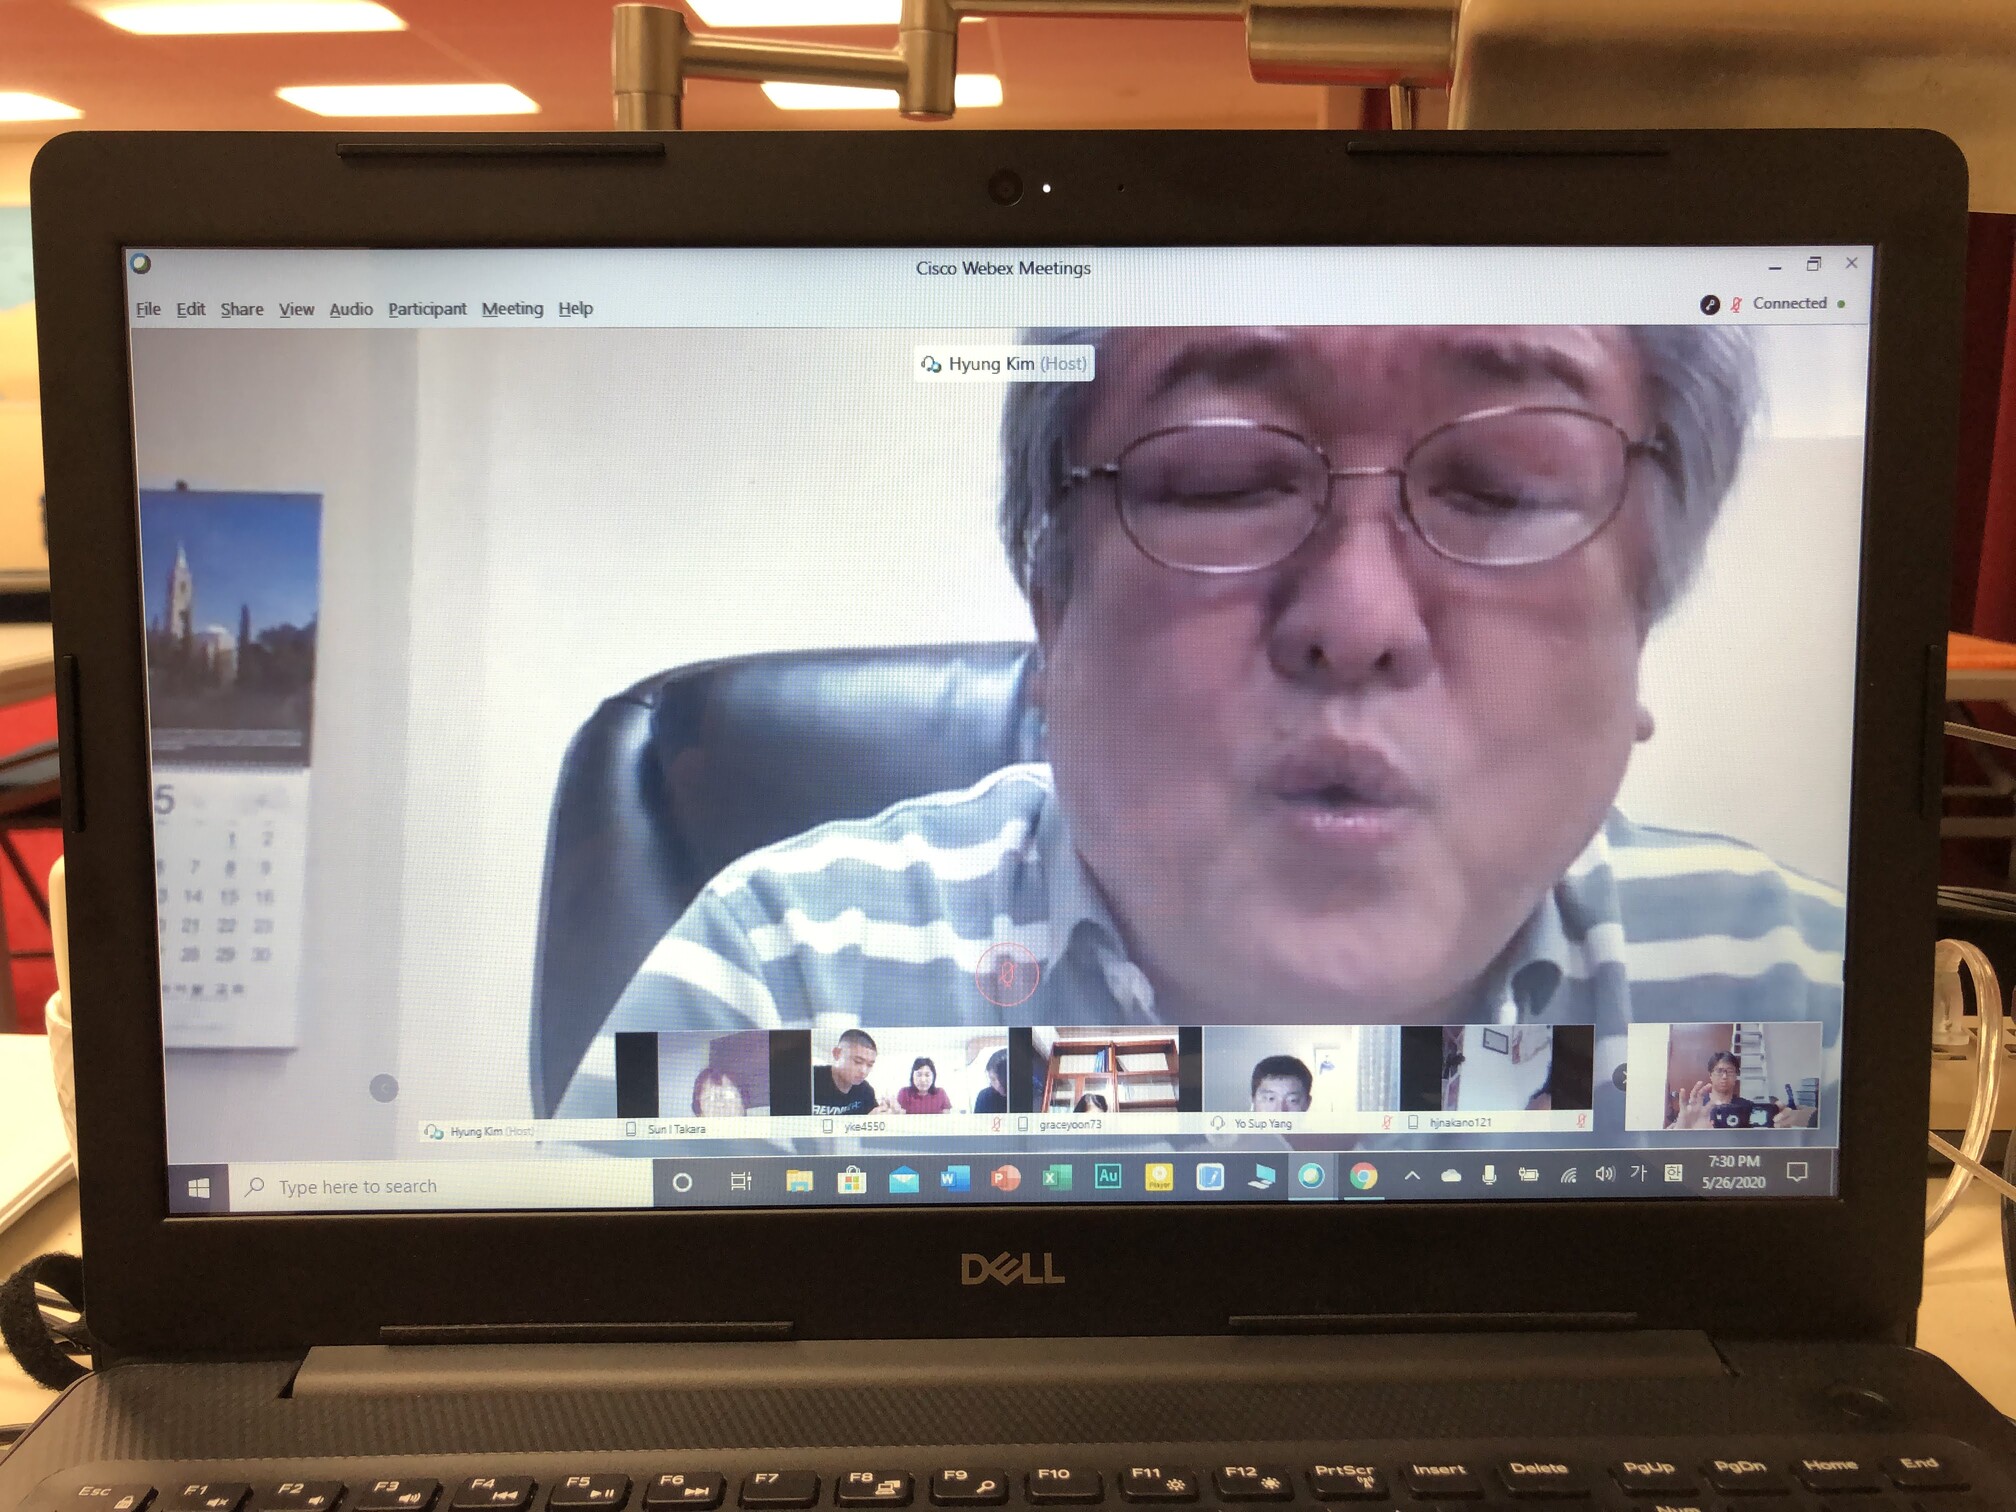 Cisco Webex Meetings
File Edit Share View Audio Participant Meeting Help
Connected
Hyung Kim (Host)
5
1 2
7 8 9
14 15 16
21 22 23
28 29 30
Hyung Kim (Host)
Sun I Takara
yke4550
graceyoon73
Yo Sup Yang
hjnakano121
Type here to search
W
P
X
Au
Player
가
한
7:30 PM
5/26/2020
DELL
Esc F1 F2 F3 F4 F5 F6 F7 F8 F9 F10 F11 F12 PrtScr Insert Delete PgUp PgDn Home End
Num